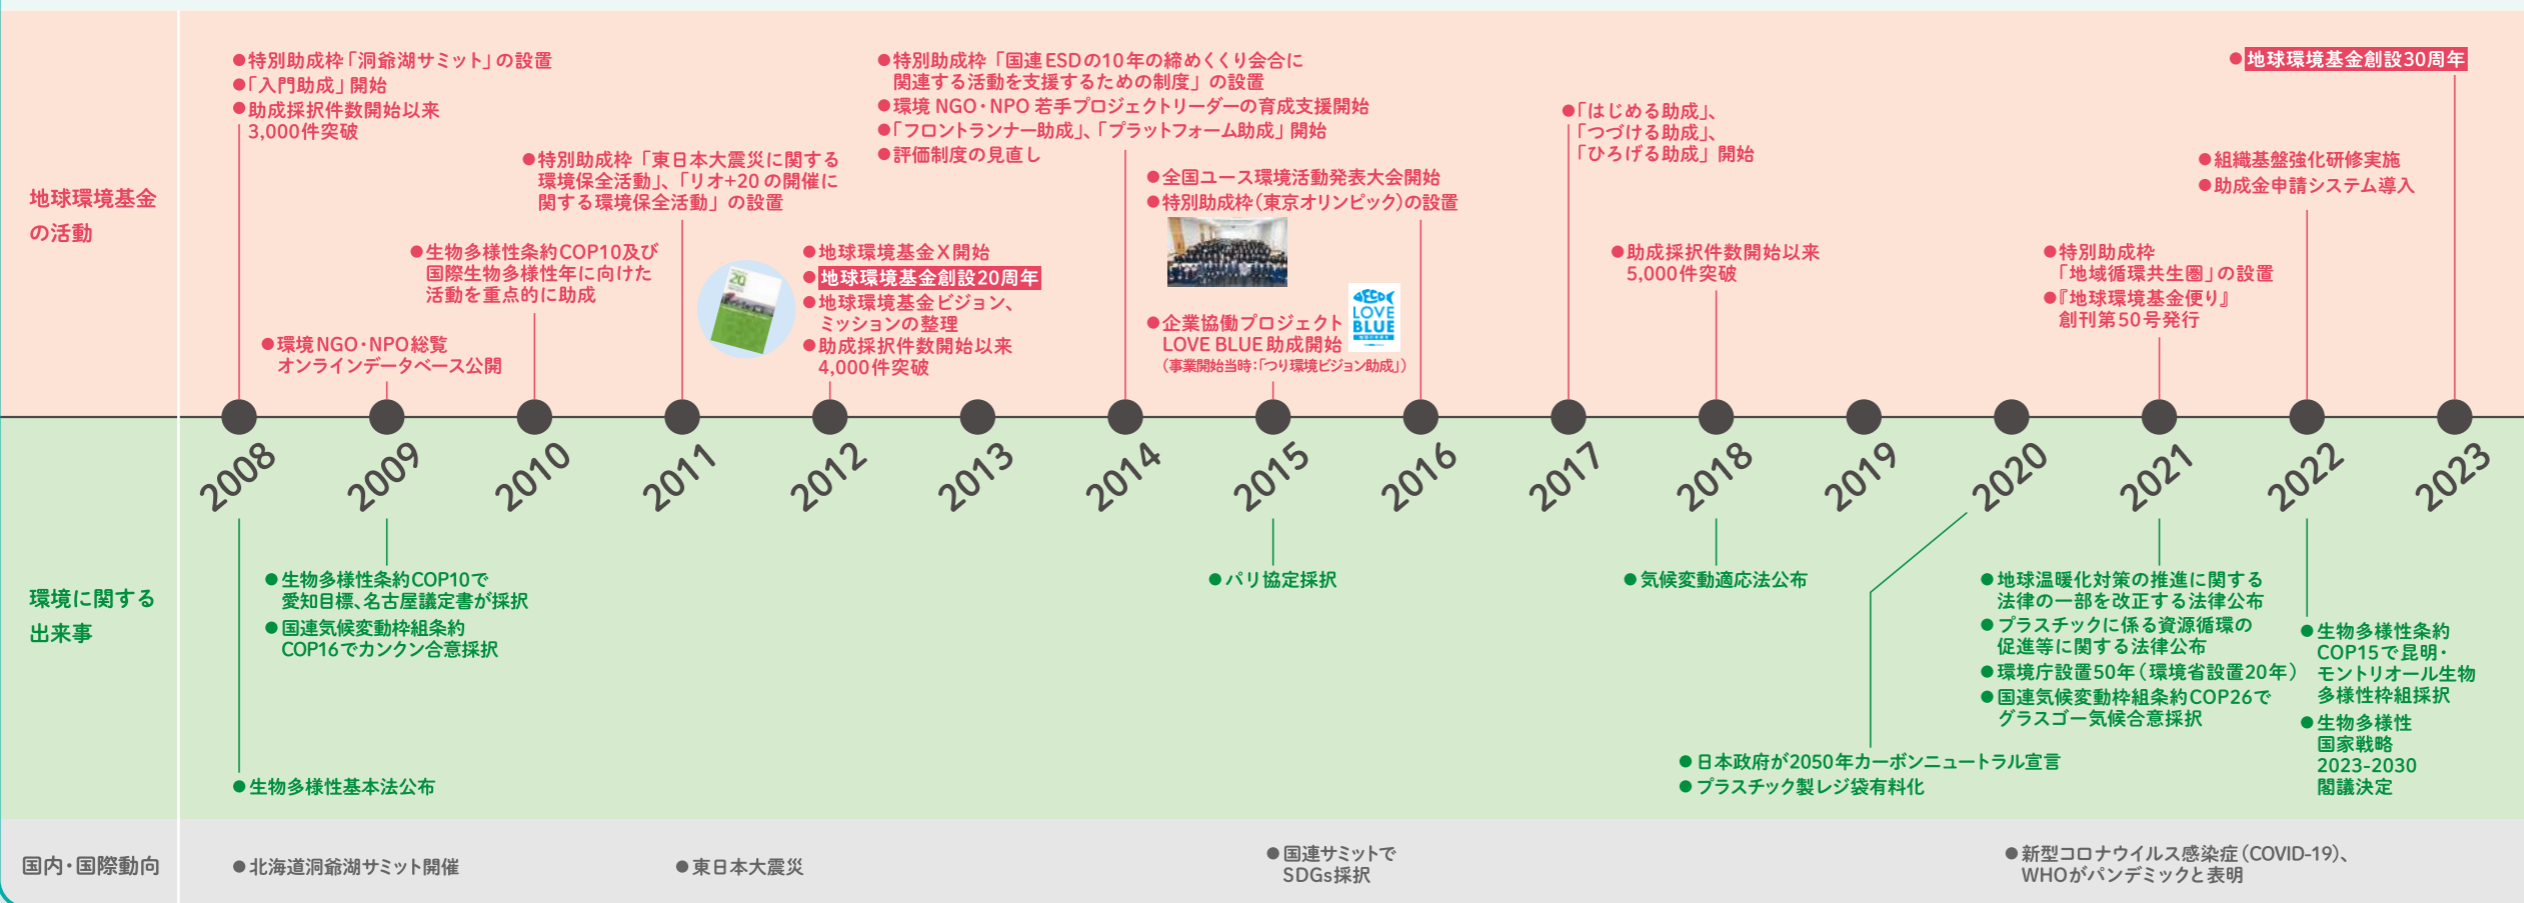 地球環境基金
の活動
●特別助成枠「洞爺湖サミット」の設置
●「入門助成」開始
●助成採択件数開始以来
3,000件突破
●環境NGO・NPO総覧
オンラインデータベース公開
●生物多様性条約COP10及び
国際生物多様性年に向けた
活動を重点的に助成
●特別助成枠「東日本大震災に関する
環境保全活動」、「リオ+20の開催に
関する環境保全活動」の設置
20
●地球環境基金X開始
●地球環境基金創設20周年
●地球環境基金ビジョン、
ミッションの整理
●助成採択件数開始以来
4,000件突破
●特別助成枠「国連ESDの10年の締めくくり会合に
関連する活動を支援するための制度」の設置
●環境NGO・NPO若手プロジェクトリーダーの育成支援開始
●「フロントランナー助成」、「プラットフォーム助成」開始
●評価制度の見直し
●全国ユース環境活動発表大会開始
●特別助成枠(東京オリンピック)の設置
●企業協働プロジェクト
LOVE BLUE助成開始
(事業開始当時:「つり環境ビジョン助成」)
LOVE
BLUE
●「はじめる助成」、
「つづける助成」、
「ひろげる助成」開始
●助成採択件数開始以来
5,000件突破
●特別助成枠
「地域循環共生圏」の設置
●『地球環境基金便り』
創刊第50号発行
●組織基盤強化研修実施
●助成金申請システム導入
●地球環境基金創設30周年
2008
2009
2010
2011
2012
2013
2014
2015
2016
2017
2018
2019
2020
2021
2022
2023
環境に関する
出来事
●生物多様性基本法公布
●生物多様性条約COP10で
愛知目標、名古屋議定書が採択
●国連気候変動枠組条約
COP16でカンクン合意採択
●パリ協定採択
●気候変動適応法公布
●日本政府が2050年カーボンニュートラル宣言
●プラスチック製レジ袋有料化
●地球温暖化対策の推進に関する
法律の一部を改正する法律公布
●プラスチックに係る資源循環の
促進等に関する法律公布
●環境庁設置50年(環境省設置20年)
●国連気候変動枠組条約COP26で
グラスゴー気候合意採択
●生物多様性条約
COP15で昆明・
モントリオール生物
多様性枠組採択
●生物多様性
国家戦略
2023-2030
閣議決定
国内・国際動向
●北海道洞爺湖サミット開催
●東日本大震災
●国連サミットで
SDGs採択
●新型コロナウイルス感染症(COVID-19)、
WHOがパンデミックと表明